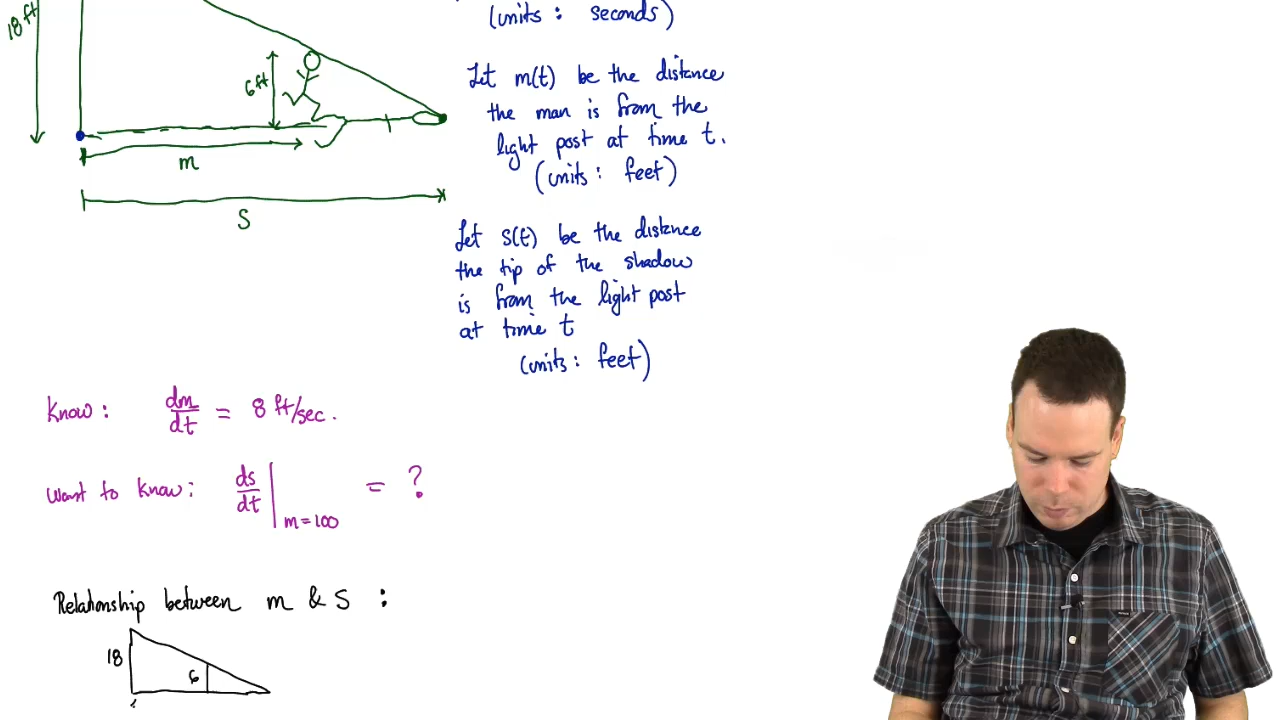 18 ft
(units : seconds)
Let m(t) be the distance
the man is from the
light post at time t.
(units : feet)
6 ft
m
S
Let s(t) be the distance
the tip of the shadow
is from the light post
at time t
(units : feet)
Know : dm/dt = 8 ft/sec.
Want to know : ds/dt | m=100 = ?
Relationship between m & S :
18
6